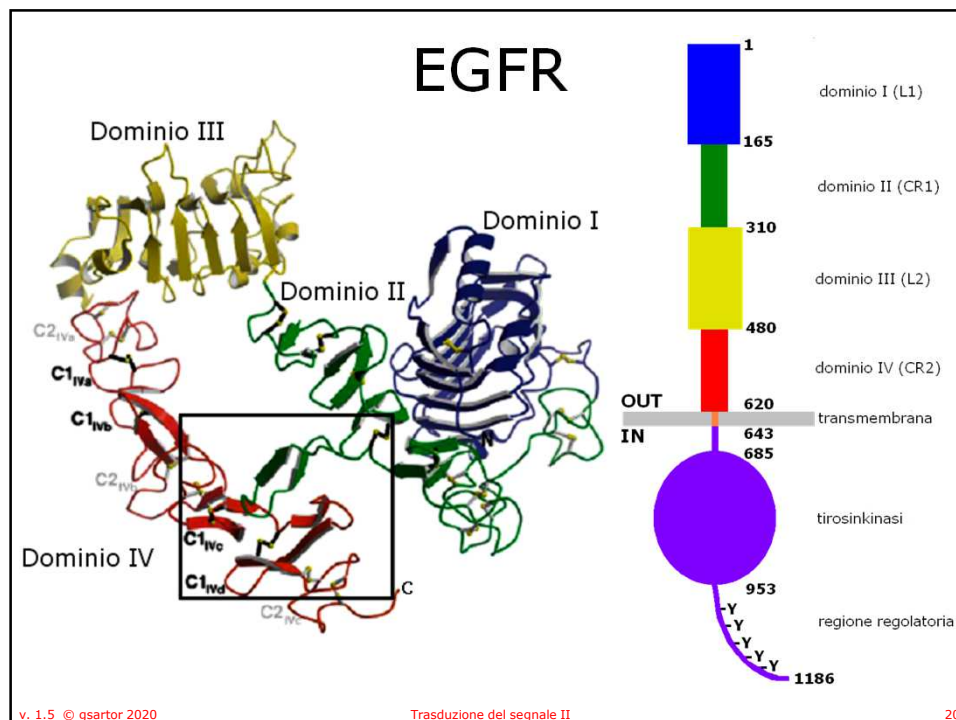 EGFR
Dominio III
Dominio I
Dominio II
C2IVa
C1IVa
C1IVb
C2IVb
C1IVc
Dominio IV
C1IVd
C2IVc
N
C
1
dominio I (L1)
165
dominio II (CR1)
310
dominio III (L2)
480
dominio IV (CR2)
OUT
620
transmembrana
IN
643
685
tirosinkinasi
953
Y
Y
regione regolatoria
Y
Y
Y
1186
v. 1.5 © gsartor 2020
Trasduzione del segnale II
20